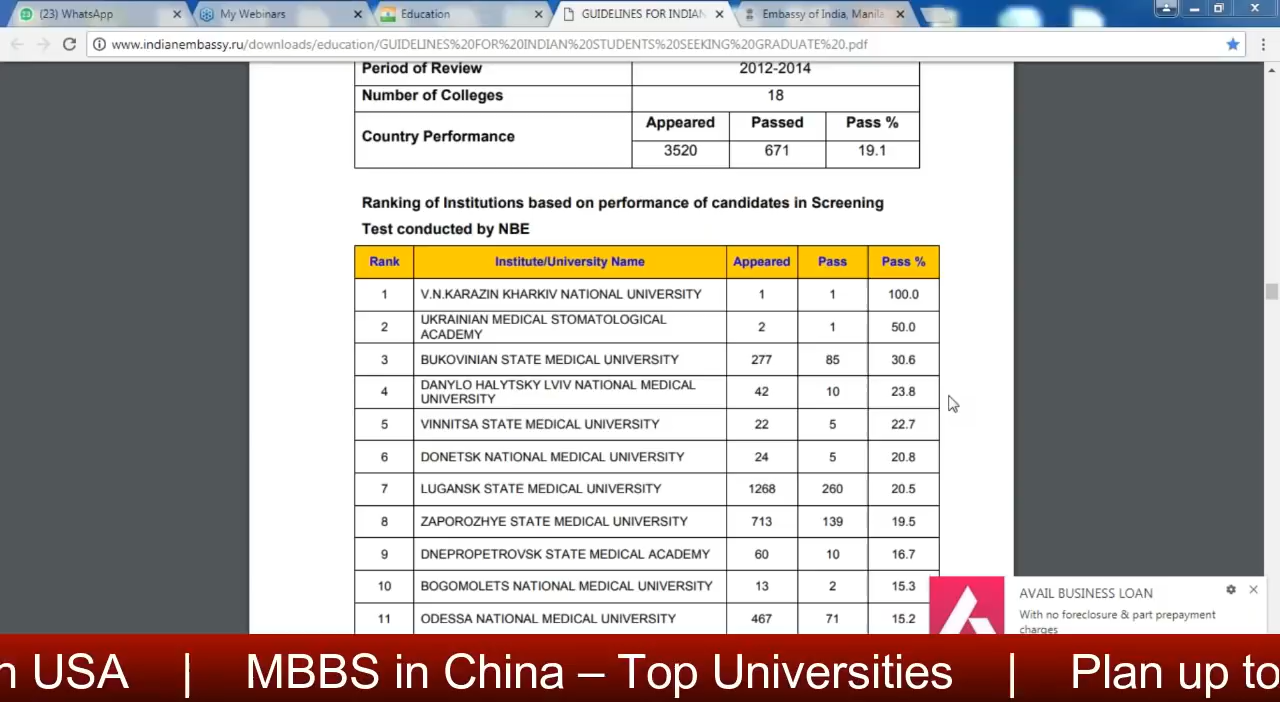 (23) WhatsApp
My Webinars
Education
GUIDELINES FOR INDIAN
Embassy of India, Manila
www.indianembassy.ru/downloads/education/GUIDELINES%20FOR%20INDIAN%20STUDENTS%20SEEKING%20GRADUATE%20.pdf
Period of Review 2012-2014
Number of Colleges 18
Country Performance
Appeared Passed Pass %
3520 671 19.1
Ranking of Institutions based on performance of candidates in Screening
Test conducted by NBE
Rank Institute/University Name Appeared Pass Pass %
1 V.N.KARAZIN KHARKIV NATIONAL UNIVERSITY 1 1 100.0
2 UKRAINIAN MEDICAL STOMATOLOGICAL
ACADEMY 2 1 50.0
3 BUKOVINIAN STATE MEDICAL UNIVERSITY 277 85 30.6
4 DANYLO HALYTSKY LVIV NATIONAL MEDICAL
UNIVERSITY 42 10 23.8
5 VINNITSA STATE MEDICAL UNIVERSITY 22 5 22.7
6 DONETSK NATIONAL MEDICAL UNIVERSITY 24 5 20.8
7 LUGANSK STATE MEDICAL UNIVERSITY 1268 260 20.5
8 ZAPOROZHYE STATE MEDICAL UNIVERSITY 713 139 19.5
9 DNEPROPETROVSK STATE MEDICAL ACADEMY 60 10 16.7
10 BOGOMOLETS NATIONAL MEDICAL UNIVERSITY 13 2 15.3
11 ODESSA NATIONAL MEDICAL UNIVERSITY 467 71 15.2
AVAIL BUSINESS LOAN
With no foreclosure & part prepayment
charges
n USA | MBBS in China – Top Universities | Plan up to